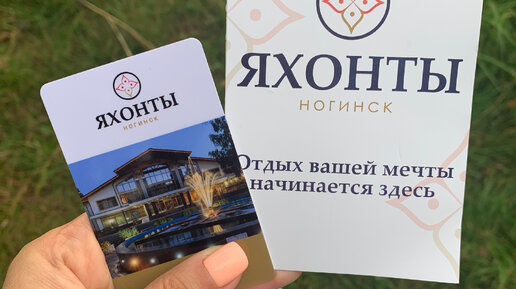 ЯХОНТЫ
НОГИНСК
ЯХОНТЫ
НОГИНСК
Отдых вашей мечты
начинается здесь